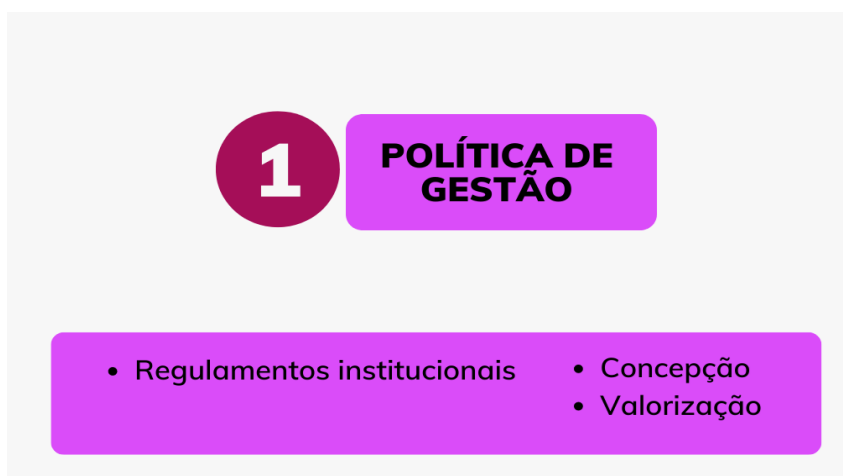 1
POLÍTICA DE
GESTÃO
• Regulamentos institucionais
• Concepção
• Valorização